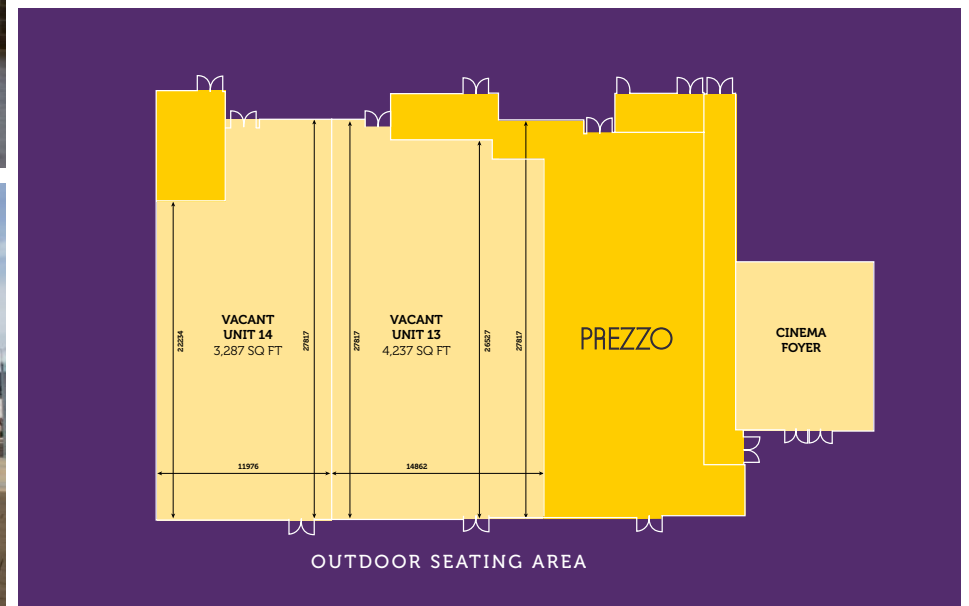 VACANT
UNIT 14
3,287 SQ FT
22234
27817
11976
VACANT
UNIT 13
4,237 SQ FT
27817
26527
27817
14862
PREZZO
CINEMA
FOYER
OUTDOOR SEATING AREA